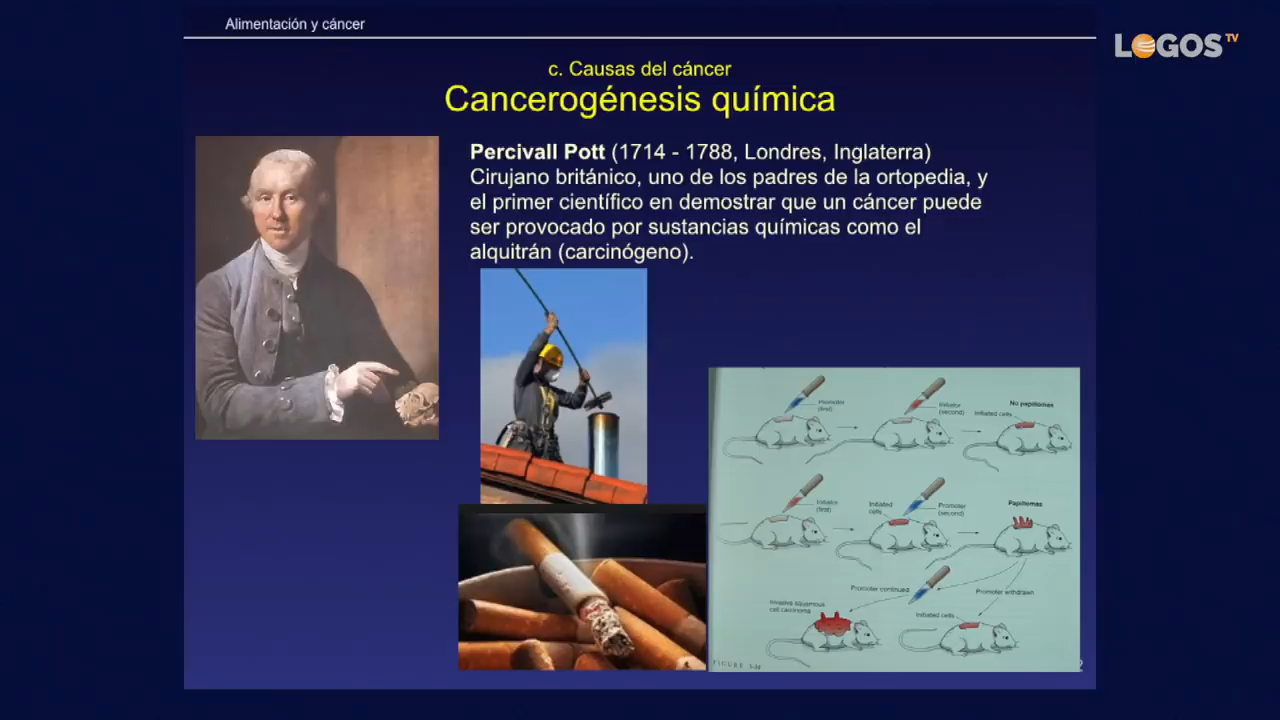 Alimentación y cáncer
LOGOS TV
c. Causas del cáncer
Cancerogénesis química
Percivall Pott (1714 - 1788, Londres, Inglaterra)
Cirujano británico, uno de los padres de la ortopedia, y
el primer científico en demostrar que un cáncer puede
ser provocado por sustancias químicas como el
alquitrán (carcinógeno).
Promoter
(first)
Initiator
(second)
Initiated cells
No papillomas
Initiator
(first)
Initiated
cells
Promoter
(second)
Papillomas
Promoter continued
Promoter withdrawn
Invasive squamous
cell carcinoma
Initiated cells